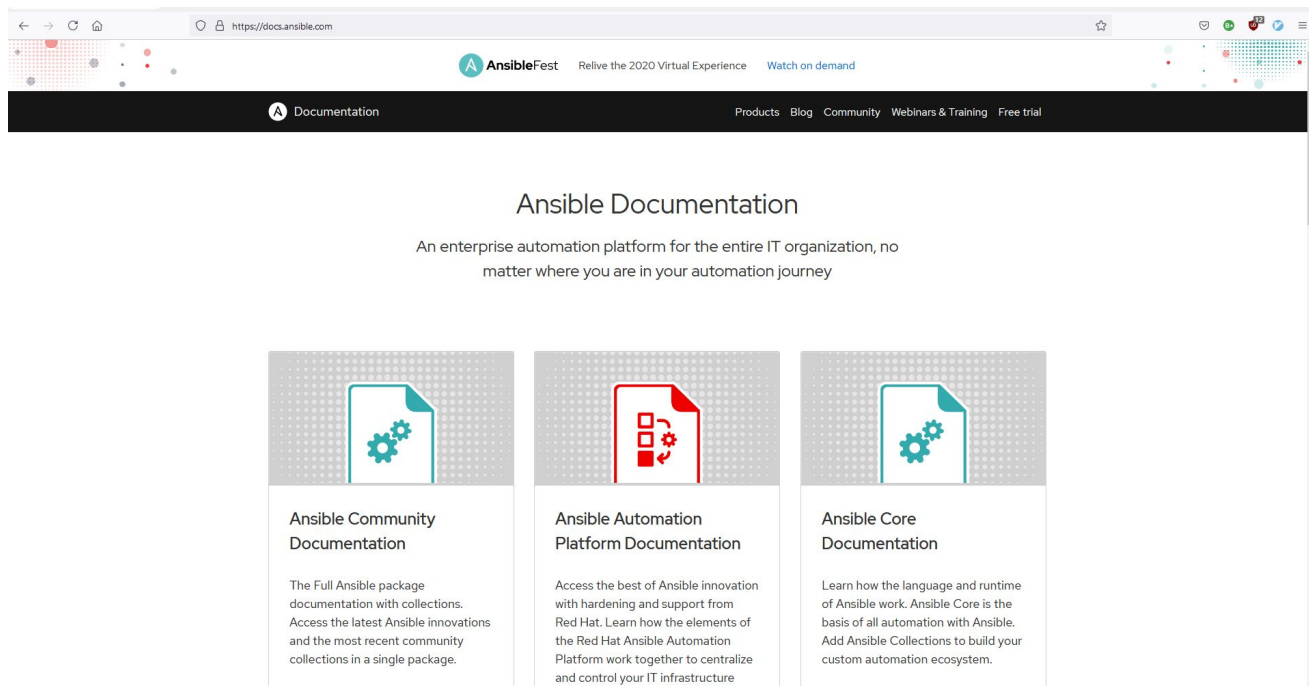 https://docs.ansible.com
12
AnsibleFest Relive the 2020 Virtual Experience Watch on demand
Documentation
Products Blog Community Webinars & Training Free trial
Ansible Documentation
An enterprise automation platform for the entire IT organization, no
matter where you are in your automation journey
Ansible Community
Documentation
The Full Ansible package
documentation with collections.
Access the latest Ansible innovations
and the most recent community
collections in a single package.
Ansible Automation
Platform Documentation
Access the best of Ansible innovation
with hardening and support from
Red Hat. Learn how the elements of
the Red Hat Ansible Automation
Platform work together to centralize
and control your IT infrastructure
Ansible Core
Documentation
Learn how the language and runtime
of Ansible work. Ansible Core is the
basis of all automation with Ansible.
Add Ansible Collections to build your
custom automation ecosystem.